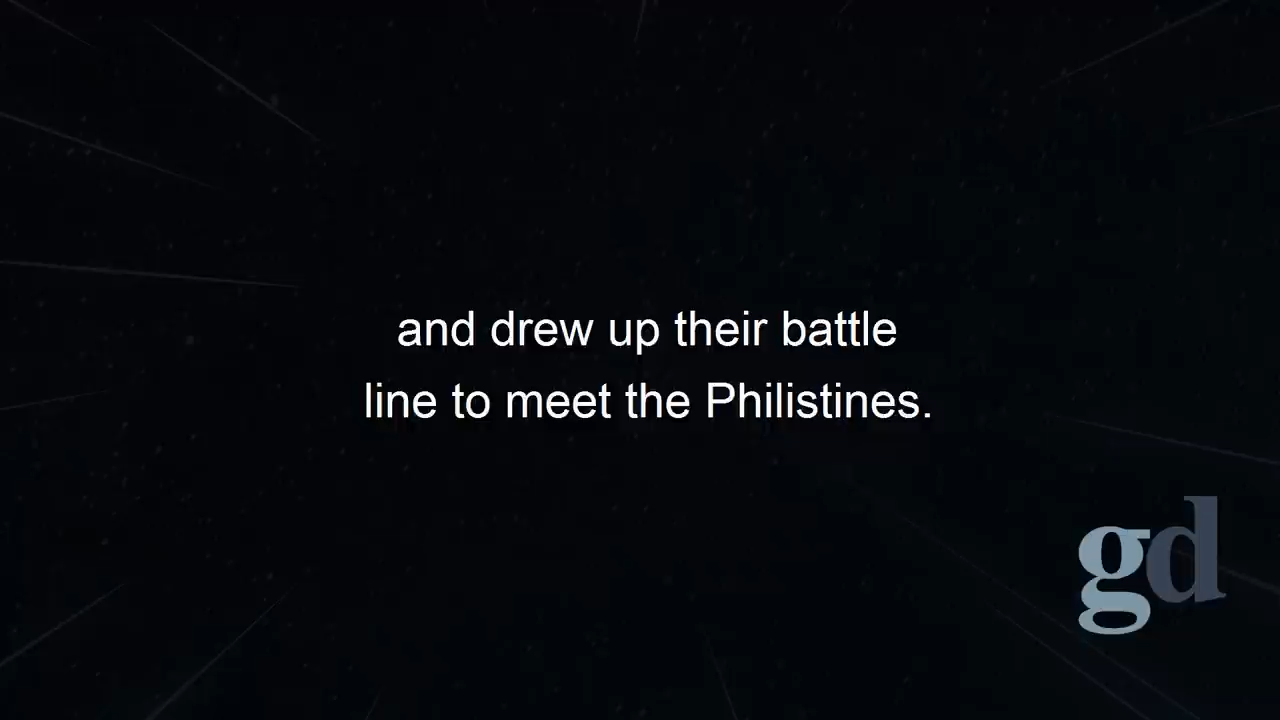 and drew up their battle
line to meet the Philistines.
gd